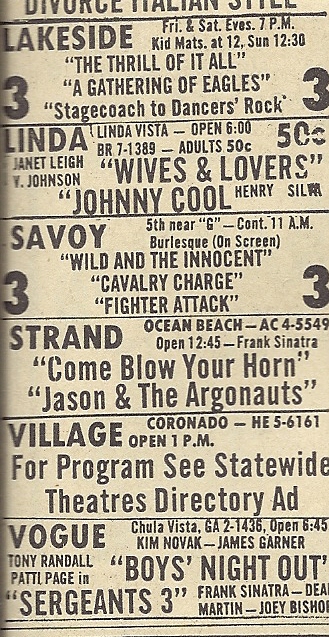 DIVORCE ITALIAN STYLE
LAKESIDE Fri. & Sat. Eves. 7 P.M.
Kid Mats. at 12, Sun 12:30
"THE THRILL OF IT ALL"
3 "A GATHERING OF EAGLES" 3
"Stagecoach to Dancers' Rock
LINDA LINDA VISTA — OPEN 6:00
BR 7-1389 — ADULTS 50c 50c
JANET LEIGH
V. JOHNSON "WIVES & LOVERS"
"JOHNNY COOL HENRY SILVA
SAVOY 5th near "G" — Cont. 11 A.M.
Burlesque (On Screen)
"WILD AND THE INNOCENT"
3 "CAVALRY CHARGE" 3
"FIGHTER ATTACK"
STRAND OCEAN BEACH — AC 4-5549
Open 12:45 — Frank Sinatra
"Come Blow Your Horn"
"Jason & The Argonauts"
VILLAGE CORONADO — HE 5-6161
OPEN 1 P.M.
For Program See Statewide
Theatres Directory Ad
VOGUE Chula Vista, GA 2-1436, Open 6:45
KIM NOVAK — JAMES GARNER
TONY RANDALL
PATTI PAGE in "BOYS' NIGHT OUT"
"SERGEANTS 3" FRANK SINATRA — DEAN
MARTIN — JOEY BISHOP